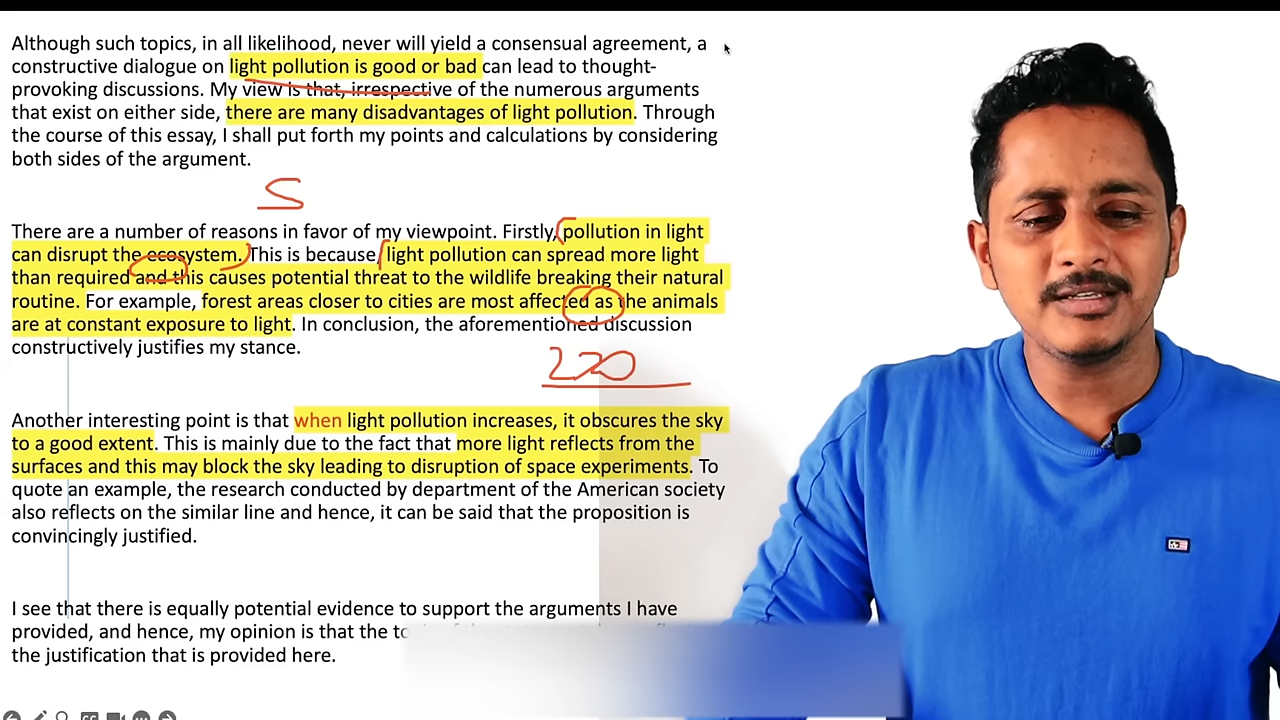 Although such topics, in all likelihood, never will yield a consensual agreement, a
constructive dialogue on light pollution is good or bad can lead to thought-
provoking discussions. My view is that, irrespective of the numerous arguments
that exist on either side, there are many disadvantages of light pollution. Through
the course of this essay, I shall put forth my points and calculations by considering
both sides of the argument.
S
There are a number of reasons in favor of my viewpoint. Firstly, pollution in light
can disrupt the ecosystem. This is because, light pollution can spread more light
than required and this causes potential threat to the wildlife breaking their natural
routine. For example, forest areas closer to cities are most affected as the animals
are at constant exposure to light. In conclusion, the aforementioned discussion
constructively justifies my stance.
220
Another interesting point is that when light pollution increases, it obscures the sky
to a good extent. This is mainly due to the fact that more light reflects from the
surfaces and this may block the sky leading to disruption of space experiments. To
quote an example, the research conducted by department of the American society
also reflects on the similar line and hence, it can be said that the proposition is
convincingly justified.
I see that there is equally potential evidence to support the arguments I have
provided, and hence, my opinion is that the
the justification that is provided here.